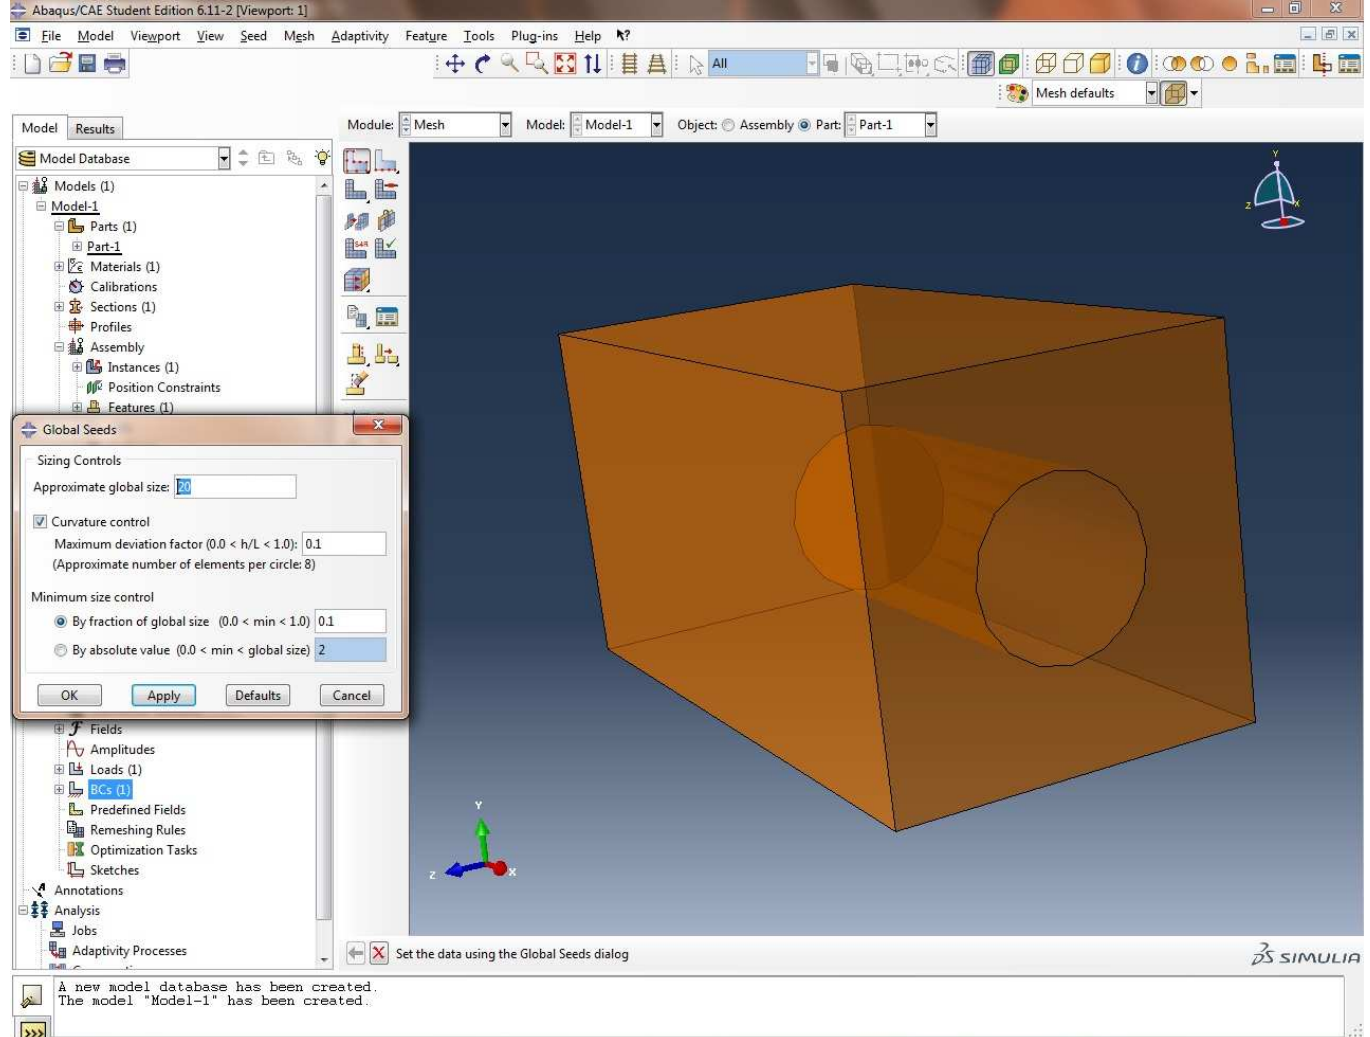 Abaqus/CAE Student Edition 6.11-2 [Viewport: 1]
File Model Viewport View Seed Mesh Adaptivity Feature Tools Plug-ins Help
All
Mesh defaults
Model Results
Module: Mesh Model: Model-1 Object: Assembly Part: Part-1
Model Database
Models (1)
Model-1
Parts (1)
Part-1
Materials (1)
Calibrations
Sections (1)
Profiles
Assembly
Instances (1)
Position Constraints
Features (1)
Global Seeds
Sizing Controls
Approximate global size: 20
Curvature control
Maximum deviation factor (0.0 < h/L < 1.0): 0.1
(Approximate number of elements per circle: 8)
Minimum size control
By fraction of global size (0.0 < min < 1.0) 0.1
By absolute value (0.0 < min < global size) 2
OK Apply Defaults Cancel
Fields
Amplitudes
Loads (1)
BCs (1)
Predefined Fields
Remeshing Rules
Optimization Tasks
Sketches
Annotations
Analysis
Jobs
Adaptivity Processes
Y
Z X
Y
Z X
Set the data using the Global Seeds dialog
SIMULIA
A new model database has been created.
The model "Model-1" has been created.
>>>